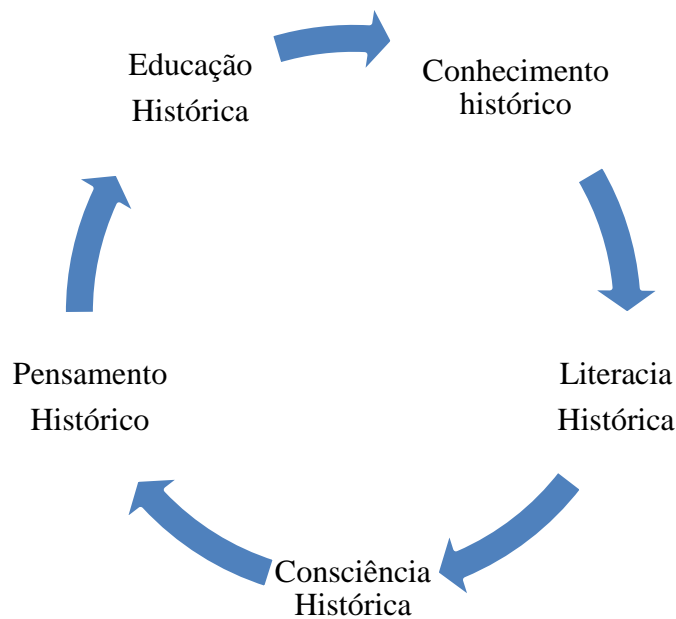 Educação
Histórica
Conhecimento
histórico
Literacia
Histórica
Consciência
Histórica
Pensamento
Histórico